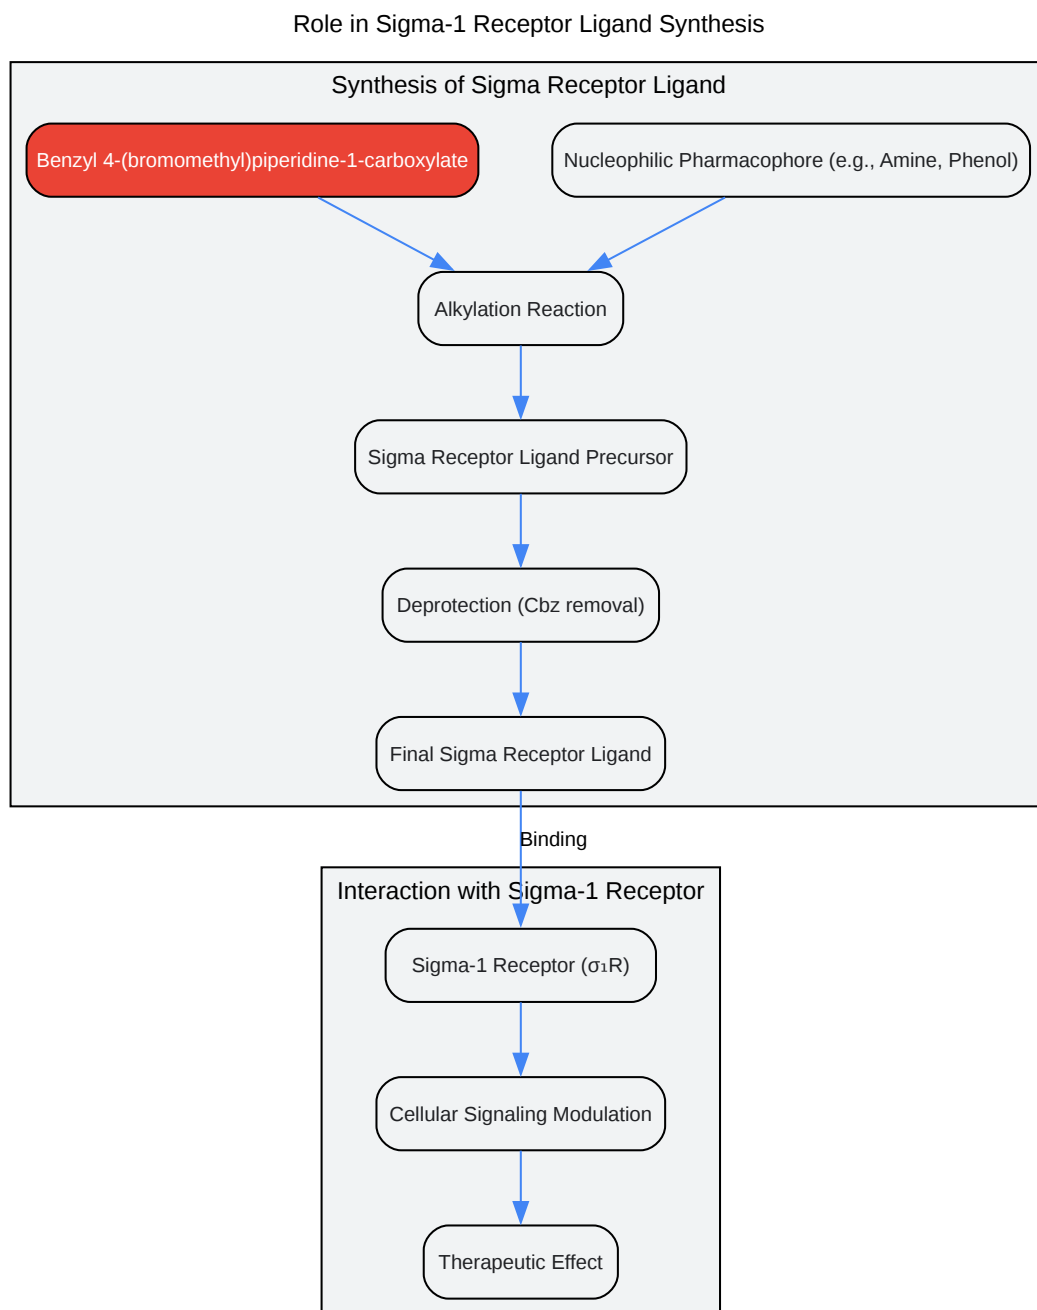 Role in Sigma-1 Receptor Ligand Synthesis
Synthesis of Sigma Receptor Ligand
Benzyl 4-(bromomethyl)piperidine-1-carboxylate
Nucleophilic Pharmacophore (e.g., Amine, Phenol)
Alkylation Reaction
Sigma Receptor Ligand Precursor
Deprotection (Cbz removal)
Final Sigma Receptor Ligand
Binding
Interaction with Sigma-1 Receptor
Sigma-1 Receptor (σ₁R)
Cellular Signaling Modulation
Therapeutic Effect